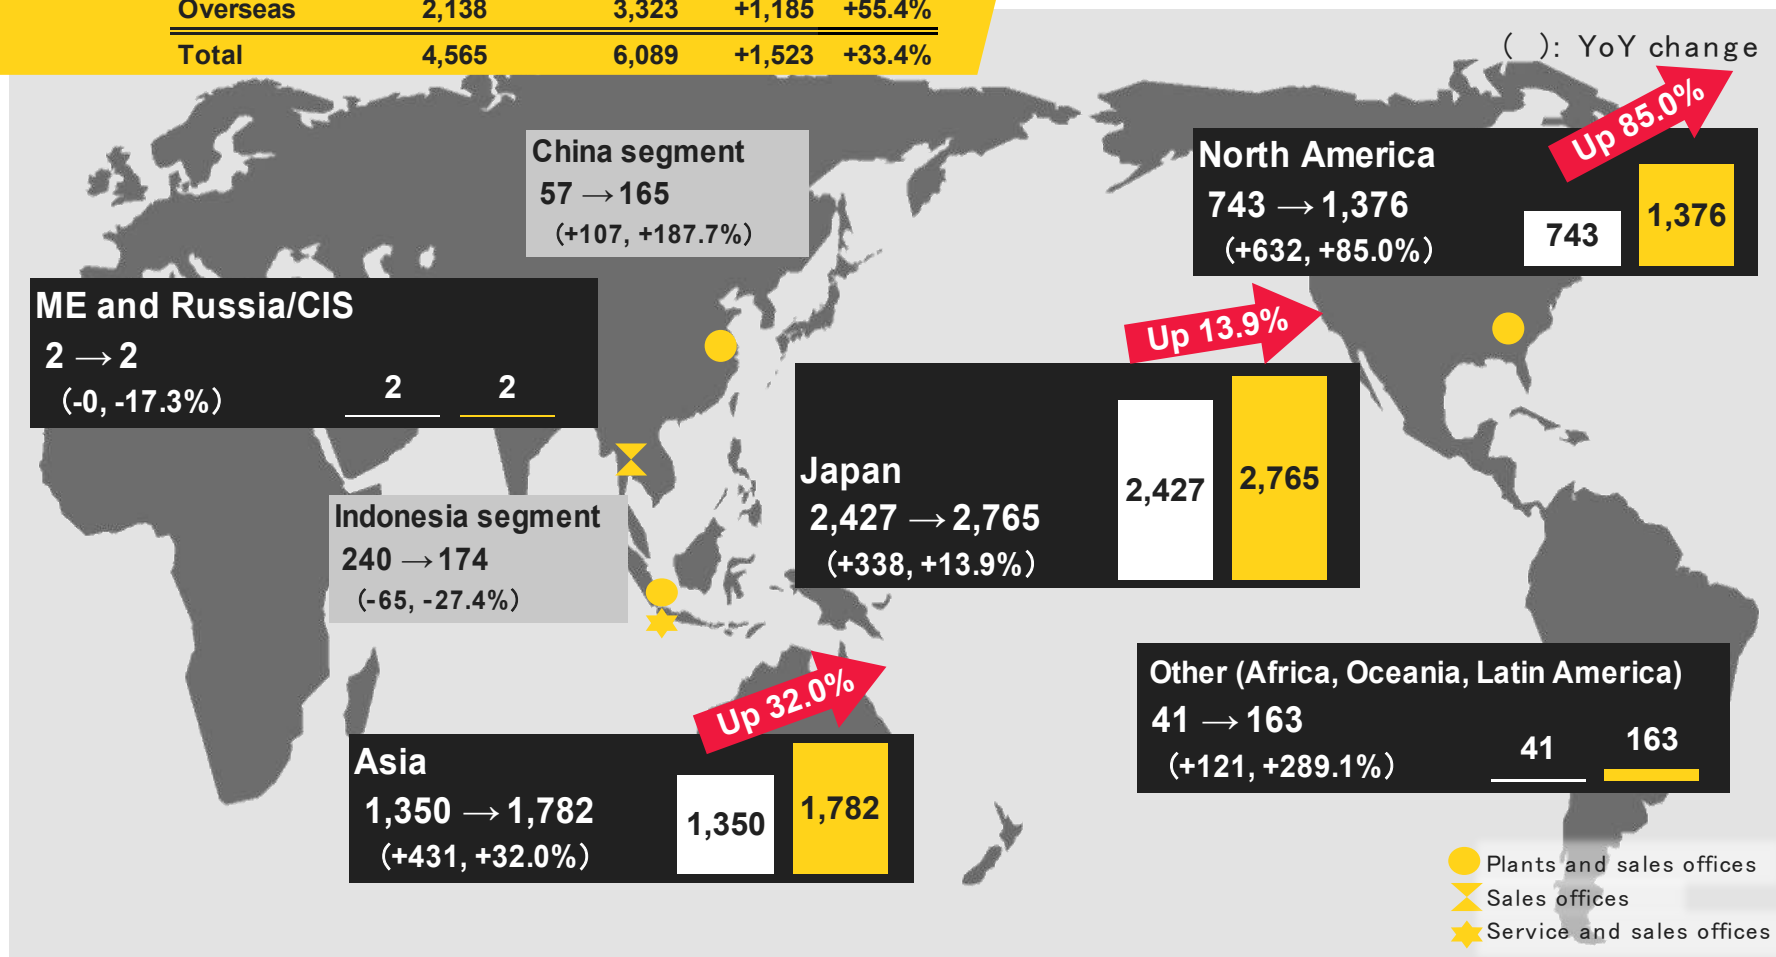 Overseas 2,138 3,323 +1,185 +55.4%
Total 4,565 6,089 +1,523 +33.4%
( ): YoY change
China segment
57 → 165
(+107, +187.7%)
North America
743 → 1,376
(+632, +85.0%)
743
1,376
Up 85.0%
ME and Russia/CIS
2 → 2
(-0, -17.3%)
2
2
Up 13.9%
Japan
2,427 → 2,765
(+338, +13.9%)
2,427
2,765
Indonesia segment
240 → 174
(-65, -27.4%)
Up 32.0%
Asia
1,350 → 1,782
(+431, +32.0%)
1,350
1,782
Other (Africa, Oceania, Latin America)
41 → 163
(+121, +289.1%)
41
163
Plants and sales offices
Sales offices
Service and sales offices